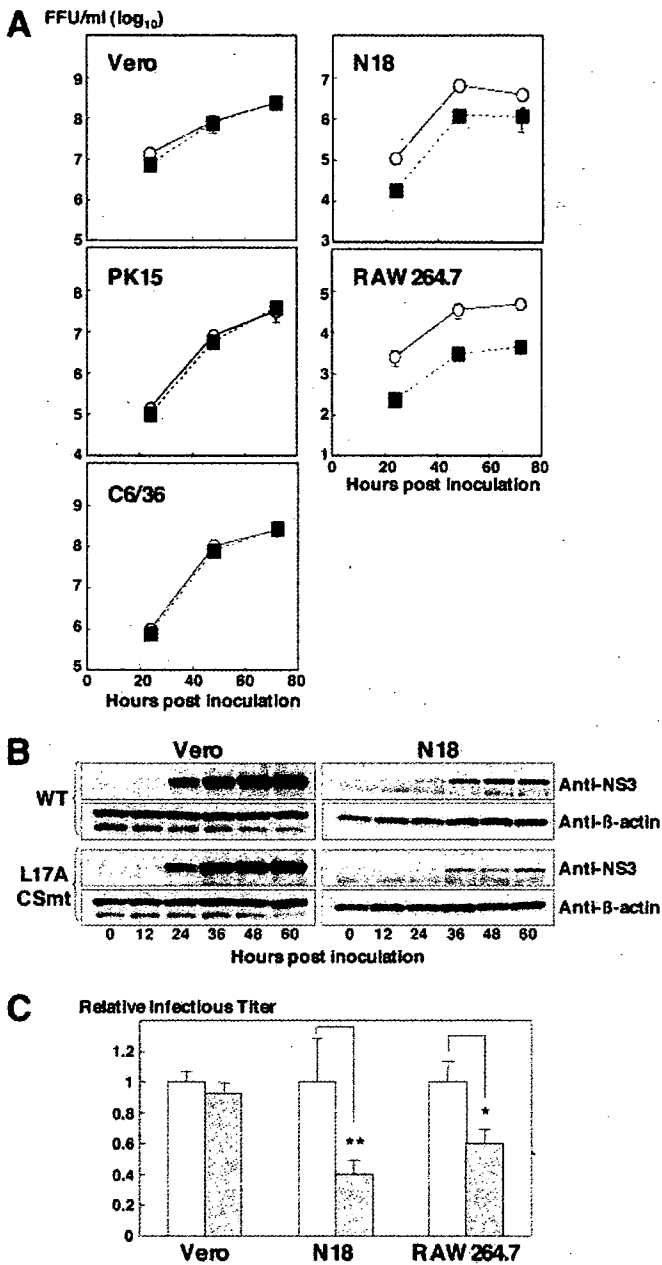 A
FFU/ml (log10)
Vero
9
8
7
6
5
N18
7
6
5
4
3
PK15
8
7
6
5
4
RAW 264.7
5
4
3
2
1
0 20 40 60 80
Hours post inoculation
C6/36
9
8
7
6
5
0 20 40 60 80
Hours post inoculation
B
Vero N18
WT
Anti-NS3
Anti-ß-actin
L17A
CSmt
Anti-NS3
Anti-ß-actin
0 12 24 36 48 60 0 12 24 36 48 60
Hours post inoculation
C
Relative Infectious Titer
1.2
1
0.8
0.6
0.4
0.2
0
**
*
Vero N18 RAW 264.7